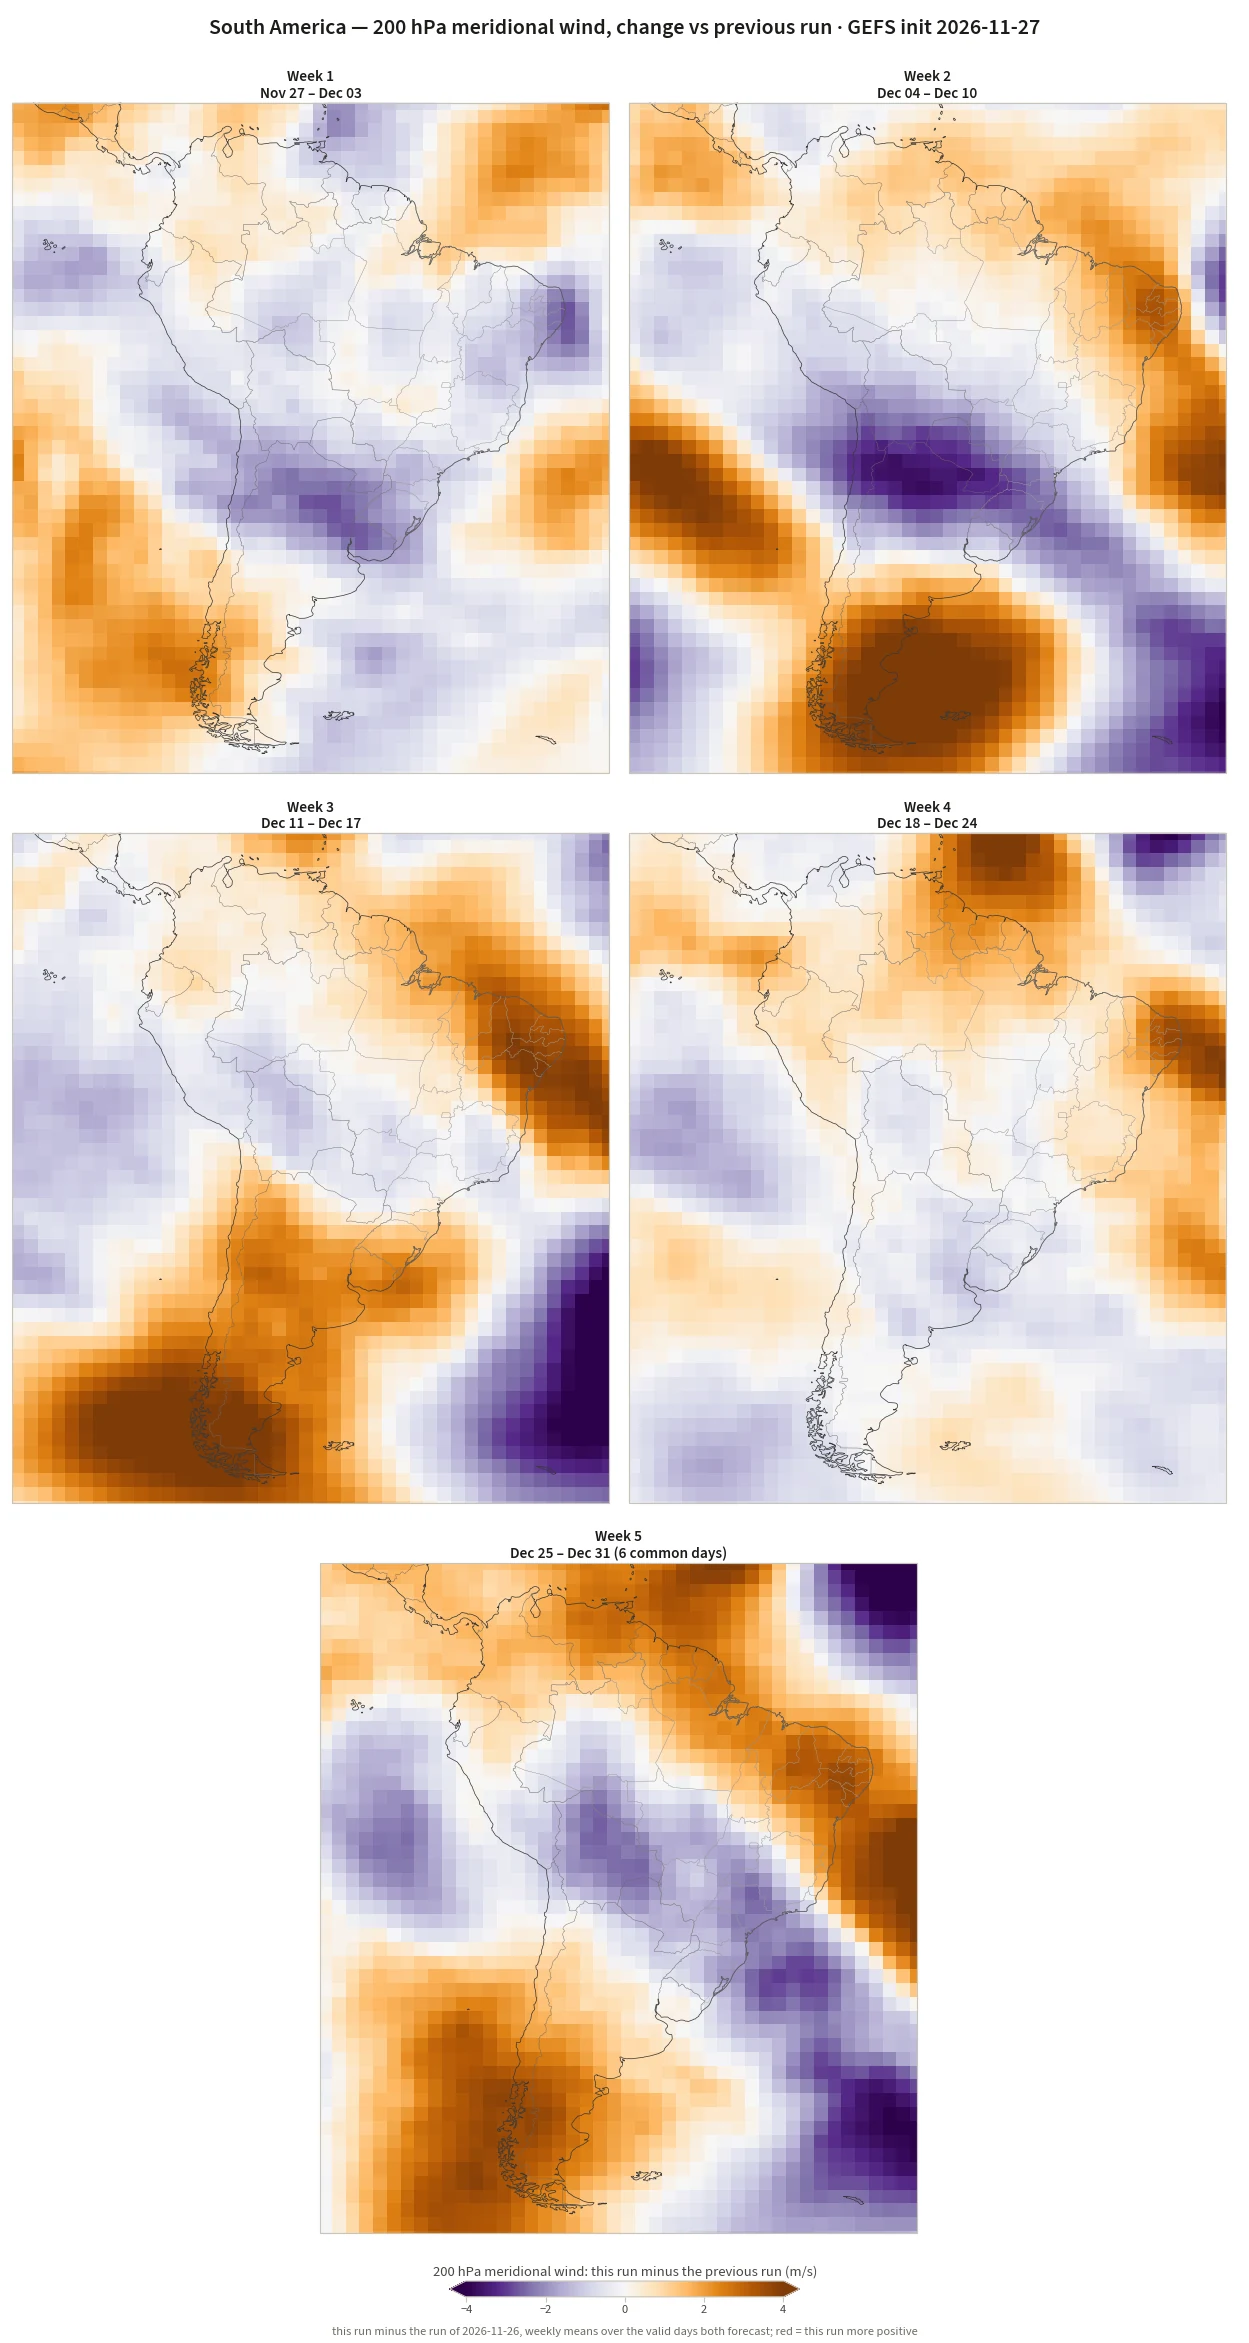 South America — 200 hPa meridional wind, change vs previous run · GEFS init 2026-11-27
Week 1
Nov 27 – Dec 03
Week 2
Dec 04 – Dec 10
Week 3
Dec 11 – Dec 17
Week 4
Dec 18 – Dec 24
Week 5
Dec 25 – Dec 31 (6 common days)
200 hPa meridional wind: this run minus the previous run (m/s)
−4 −2 0 2 4
this run minus the run of 2026-11-26, weekly means over the valid days both forecast; red = this run more positive